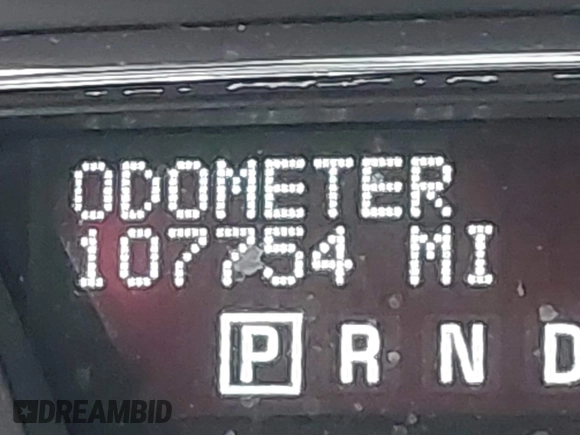 ODOMETER
107754 MI
P R N D
DREAMBID